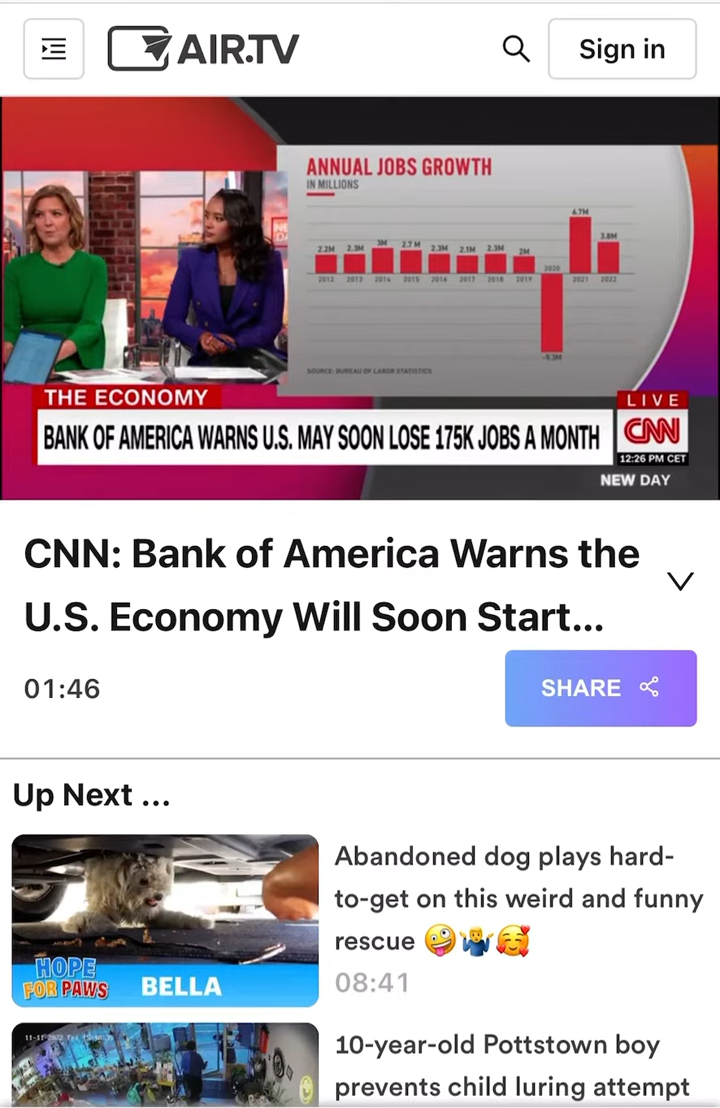 AIR.TV
Sign in
ANNUAL JOBS GROWTH
IN MILLIONS
6.7M
3.8M
2.2M 2.3M 3M 2.7 M 2.3M 2.1M 2.3M 2M
2020
2012 2013 2014 2015 2016 2017 2018 2019 2021 2022
-9.3M
SOURCE: BUREAU OF LABOR STATISTICS
THE ECONOMY
LIVE
BANK OF AMERICA WARNS U.S. MAY SOON LOSE 175K JOBS A MONTH
CNN
12:26 PM CET
NEW DAY
CNN: Bank of America Warns the
U.S. Economy Will Soon Start...
01:46
SHARE
Up Next ...
Abandoned dog plays hard-
to-get on this weird and funny
rescue 🤪🤷‍♂️🥰
08:41
HOPE
FOR PAWS
BELLA
10-year-old Pottstown boy
prevents child luring attempt